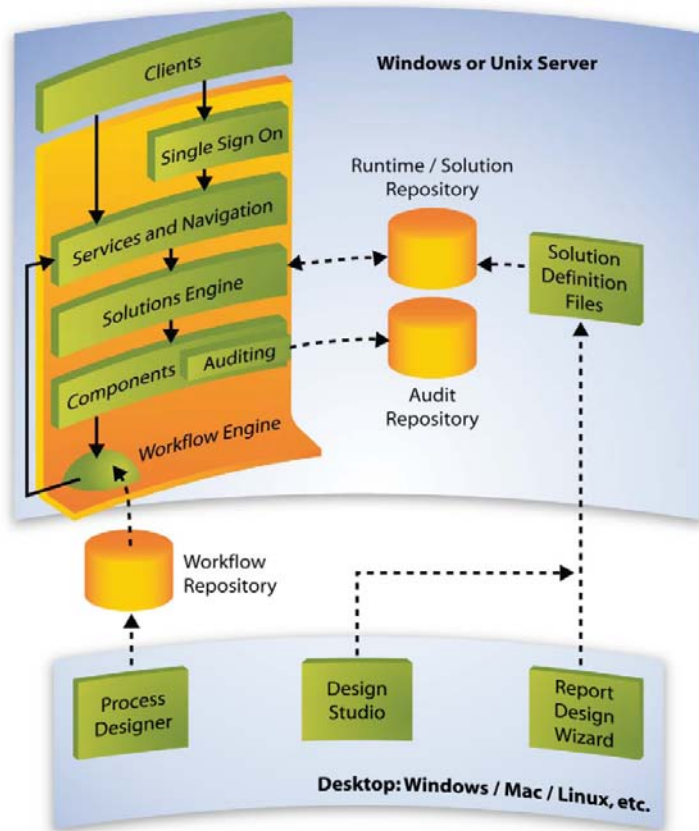 Clients
Windows or Unix Server
Single Sign On
Runtime / Solution
Repository
Services and Navigation
Solution
Definition
Files
Solutions Engine
Components
Auditing
Audit
Repository
Workflow Engine
Workflow
Repository
Process
Designer
Design
Studio
Report
Design
Wizard
Desktop: Windows / Mac / Linux, etc.